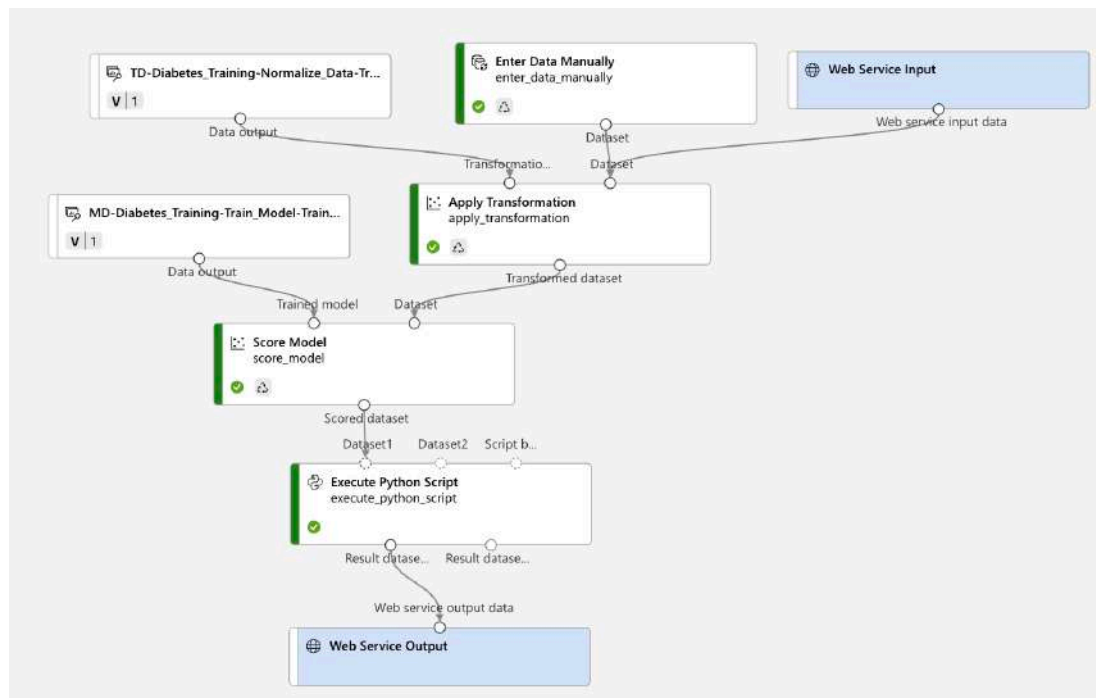 TD-Diabetes_Training-Normalize_Data-Tr...
V 1
Data output
Enter Data Manually
enter_data_manually
Dataset
Web Service Input
Web service input data
Transformatio...
Dataset
Apply Transformation
apply_transformation
Transformed dataset
MD-Diabetes_Training-Train_Model-Train...
V 1
Data output
Trained model
Dataset
Score Model
score_model
Scored dataset
Dataset1
Dataset2
Script b...
Execute Python Script
execute_python_script
Result datase...
Result datase...
Web service output data
Web Service Output